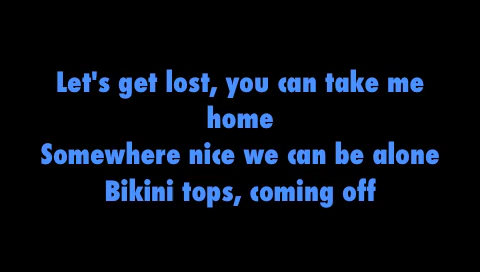 Let's get lost, you can take me
home
Somewhere nice we can be alone
Bikini tops, coming off